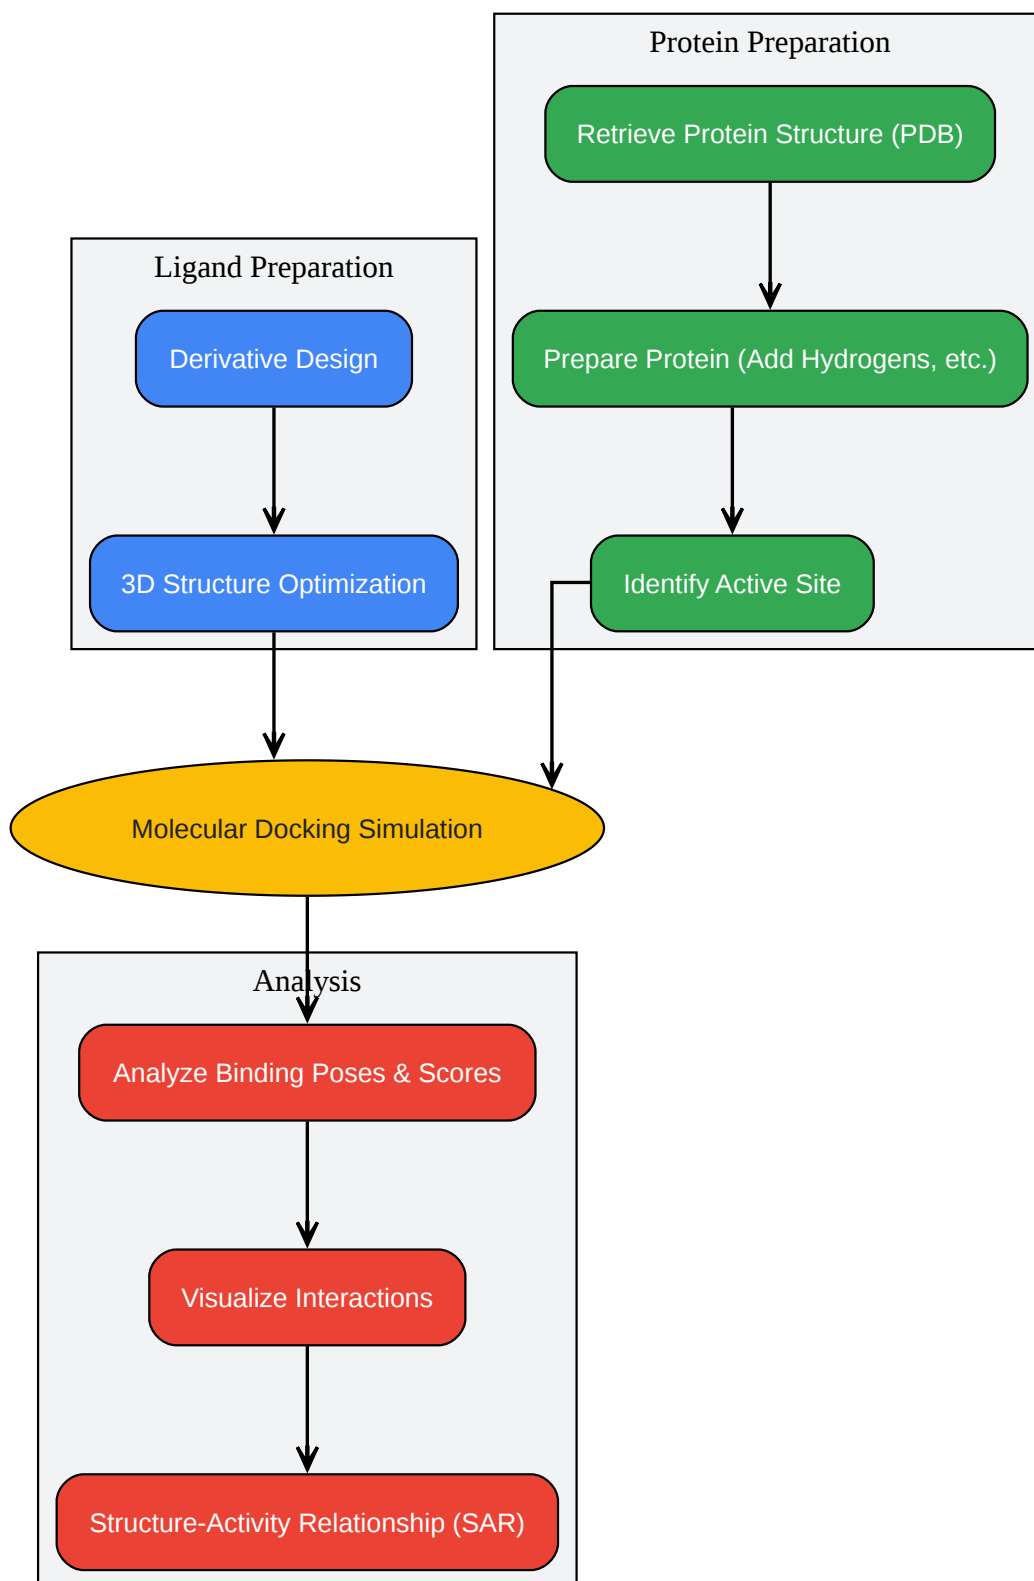 Protein Preparation
Retrieve Protein Structure (PDB)
Prepare Protein (Add Hydrogens, etc.)
Identify Active Site
Ligand Preparation
Derivative Design
3D Structure Optimization
Molecular Docking Simulation
Analysis
Analyze Binding Poses & Scores
Visualize Interactions
Structure-Activity Relationship (SAR)